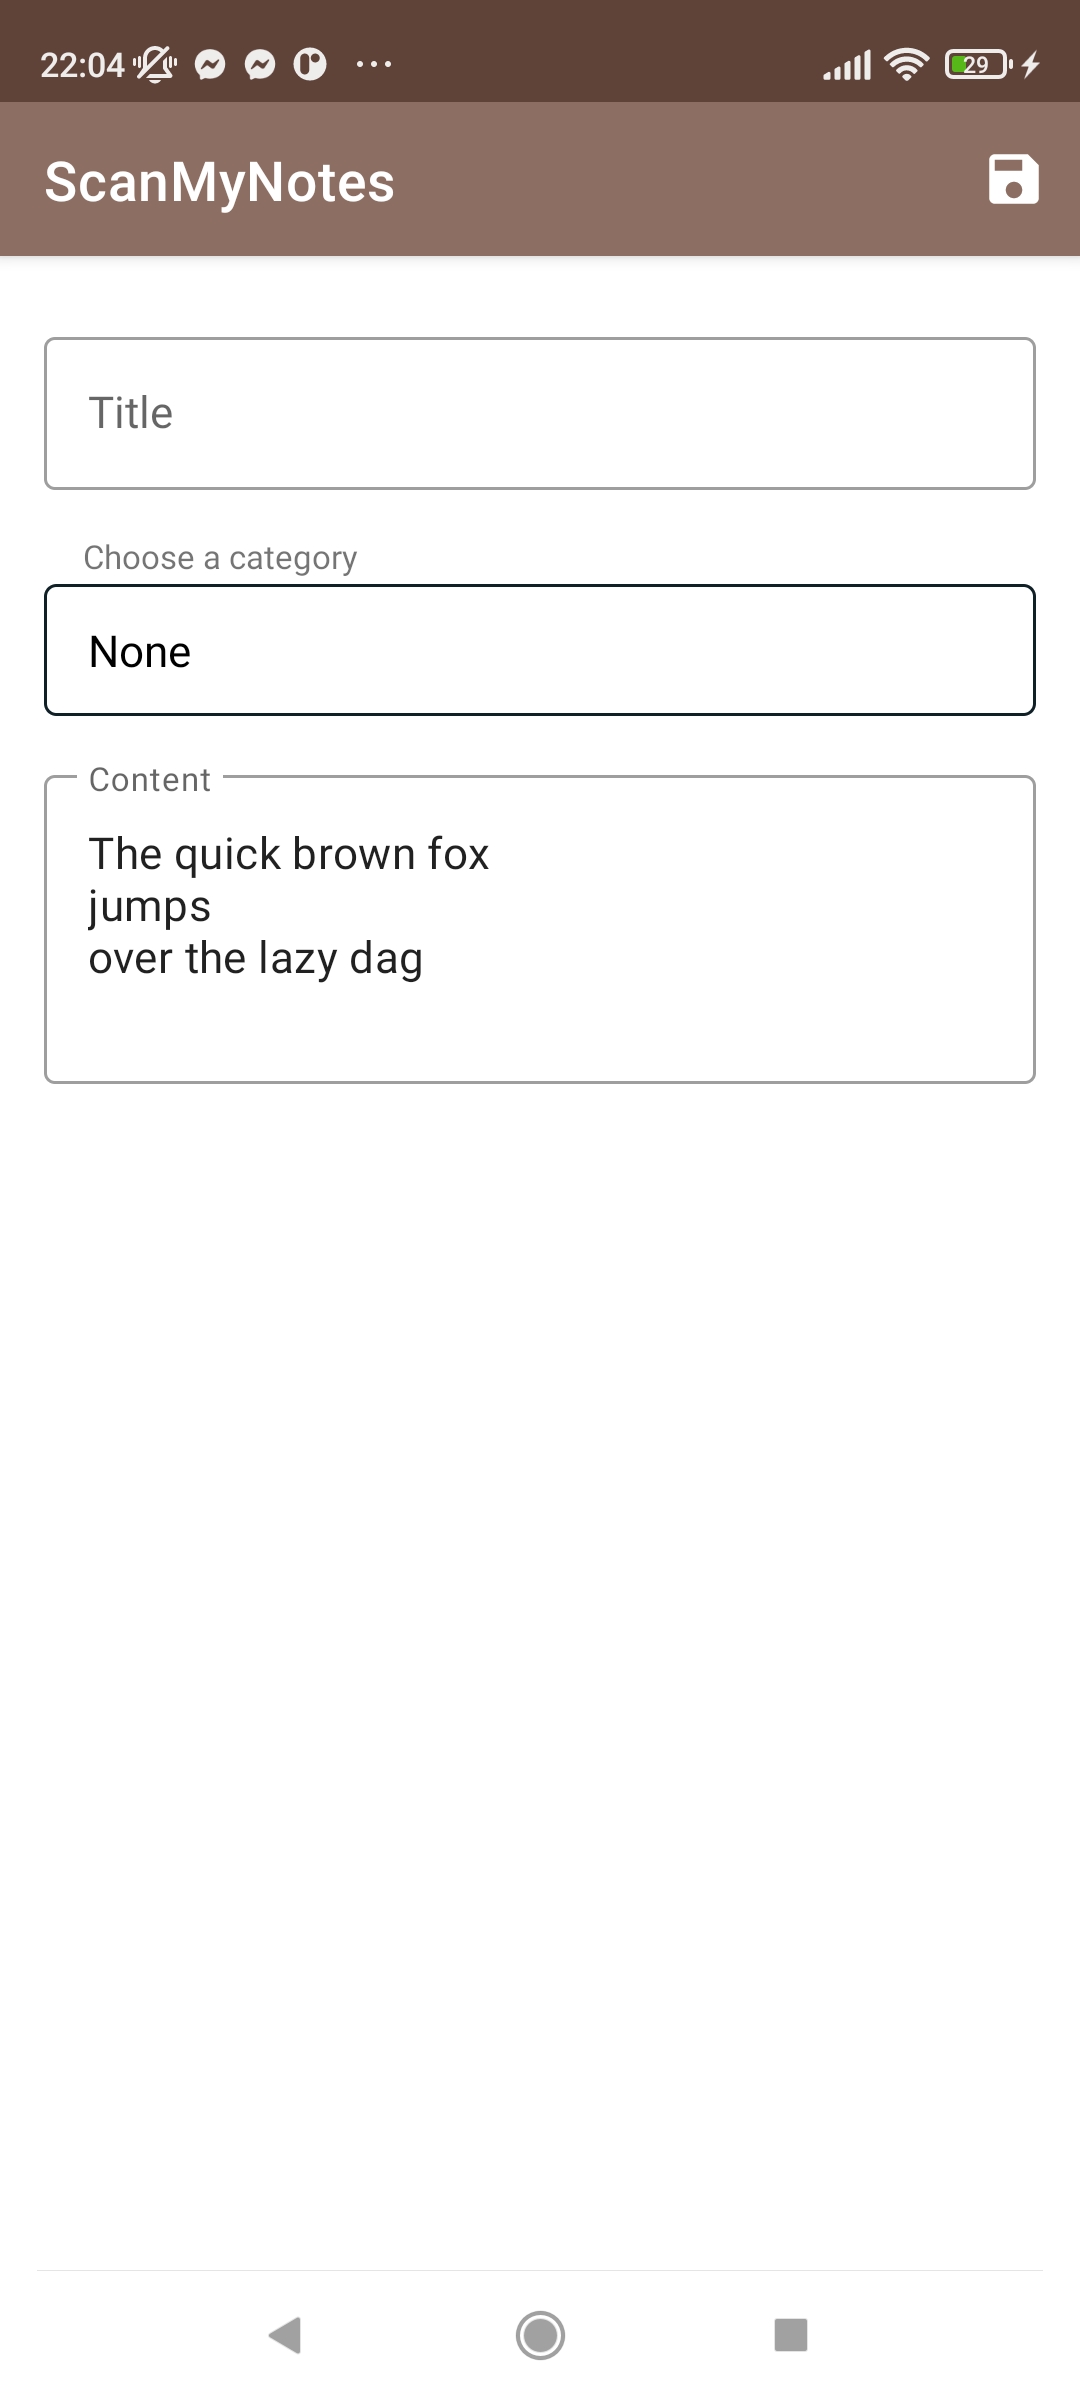 22:04
29
ScanMyNotes
Title
Choose a category
None
Content
The quick brown fox
jumps
over the lazy dag